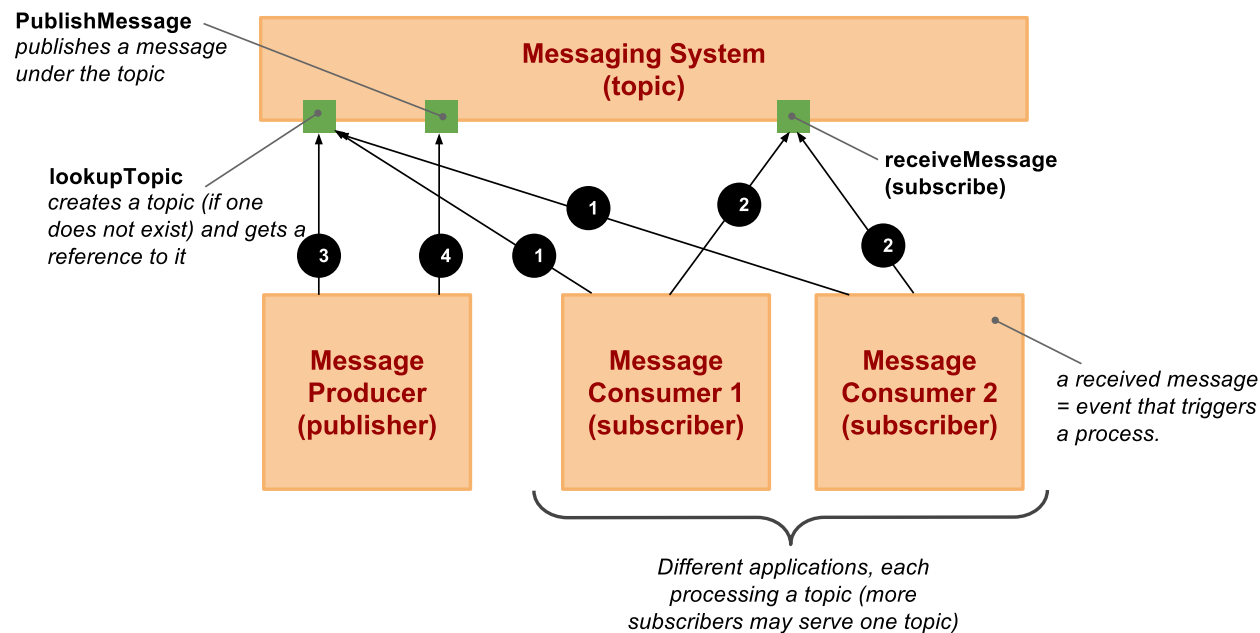 PublishMessage
publishes a message
under the topic
Messaging System
(topic)
lookupTopic
creates a topic (if one
does not exist) and gets a
reference to it
receiveMessage
(subscribe)
1
2
3
4
1
2
Message
Producer
(publisher)
Message
Consumer 1
(subscriber)
Message
Consumer 2
(subscriber)
a received message
= event that triggers
a process.
Different applications, each
processing a topic (more
subscribers may serve one topic)